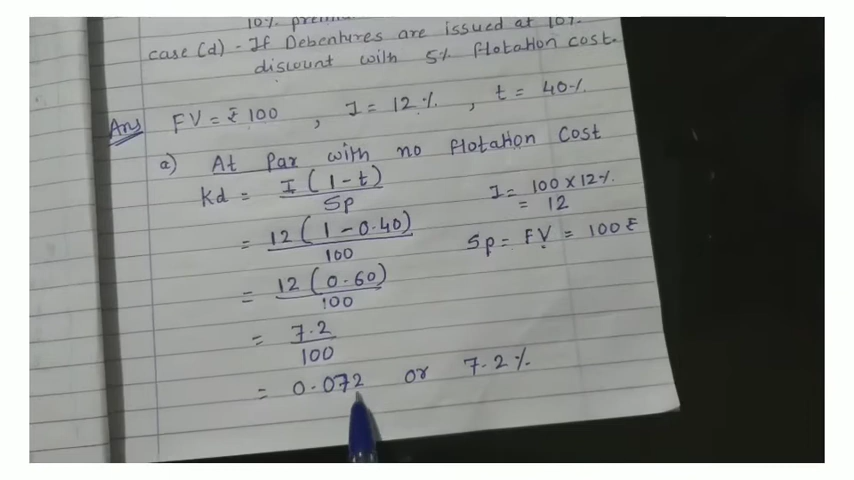 10% 
case (d) - If Debentures are issued at 10%
discount with 5% flotation cost.
Ans FV = ₹ 100 , I = 12% , t = 40%
a) At Par with no flotation Cost
Kd = I (1-t) / Sp I = 100 x 12%
= 12
= 12 (1 - 0.40) / 100 Sp = FV = 100 ₹
= 12 (0.60) / 100
= 7.2 / 100
= 0.072 or 7.2%